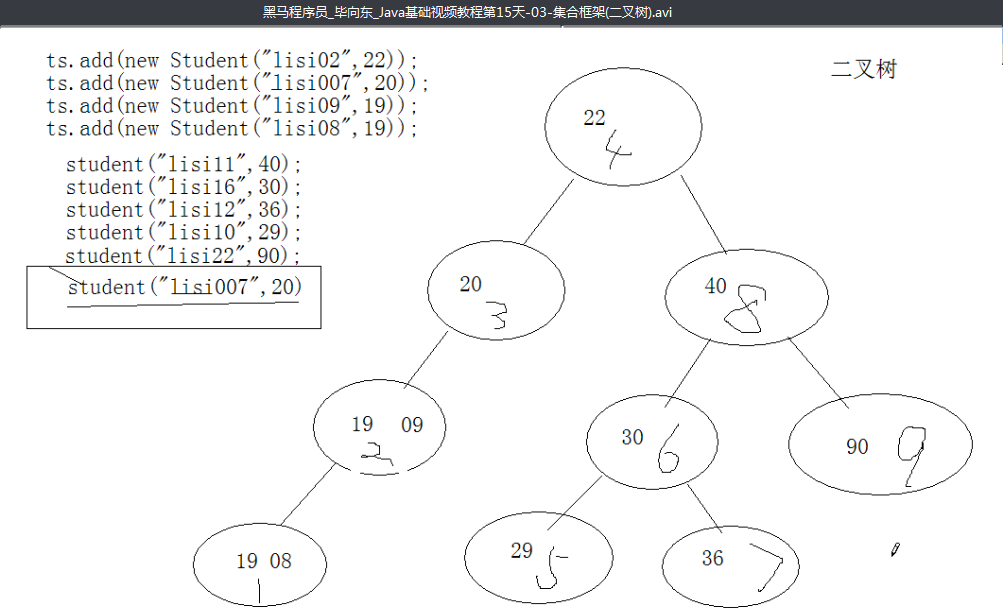 黑马程序员_毕向东_Java基础视频教程第15天-03-集合框架(二叉树).avi
ts.add(new Student("lisi02",22));
ts.add(new Student("lisi007",20));
ts.add(new Student("lisi09",19));
ts.add(new Student("lisi08",19));
student("lisi11",40);
student("lisi16",30);
student("lisi12",36);
student("lisi10",29);
student("lisi22",90);
student("lisi007",20)
二叉树
22
4
20
3
40
8
19 09
2
30
6
90 9
19 08
1
29 5
36 7